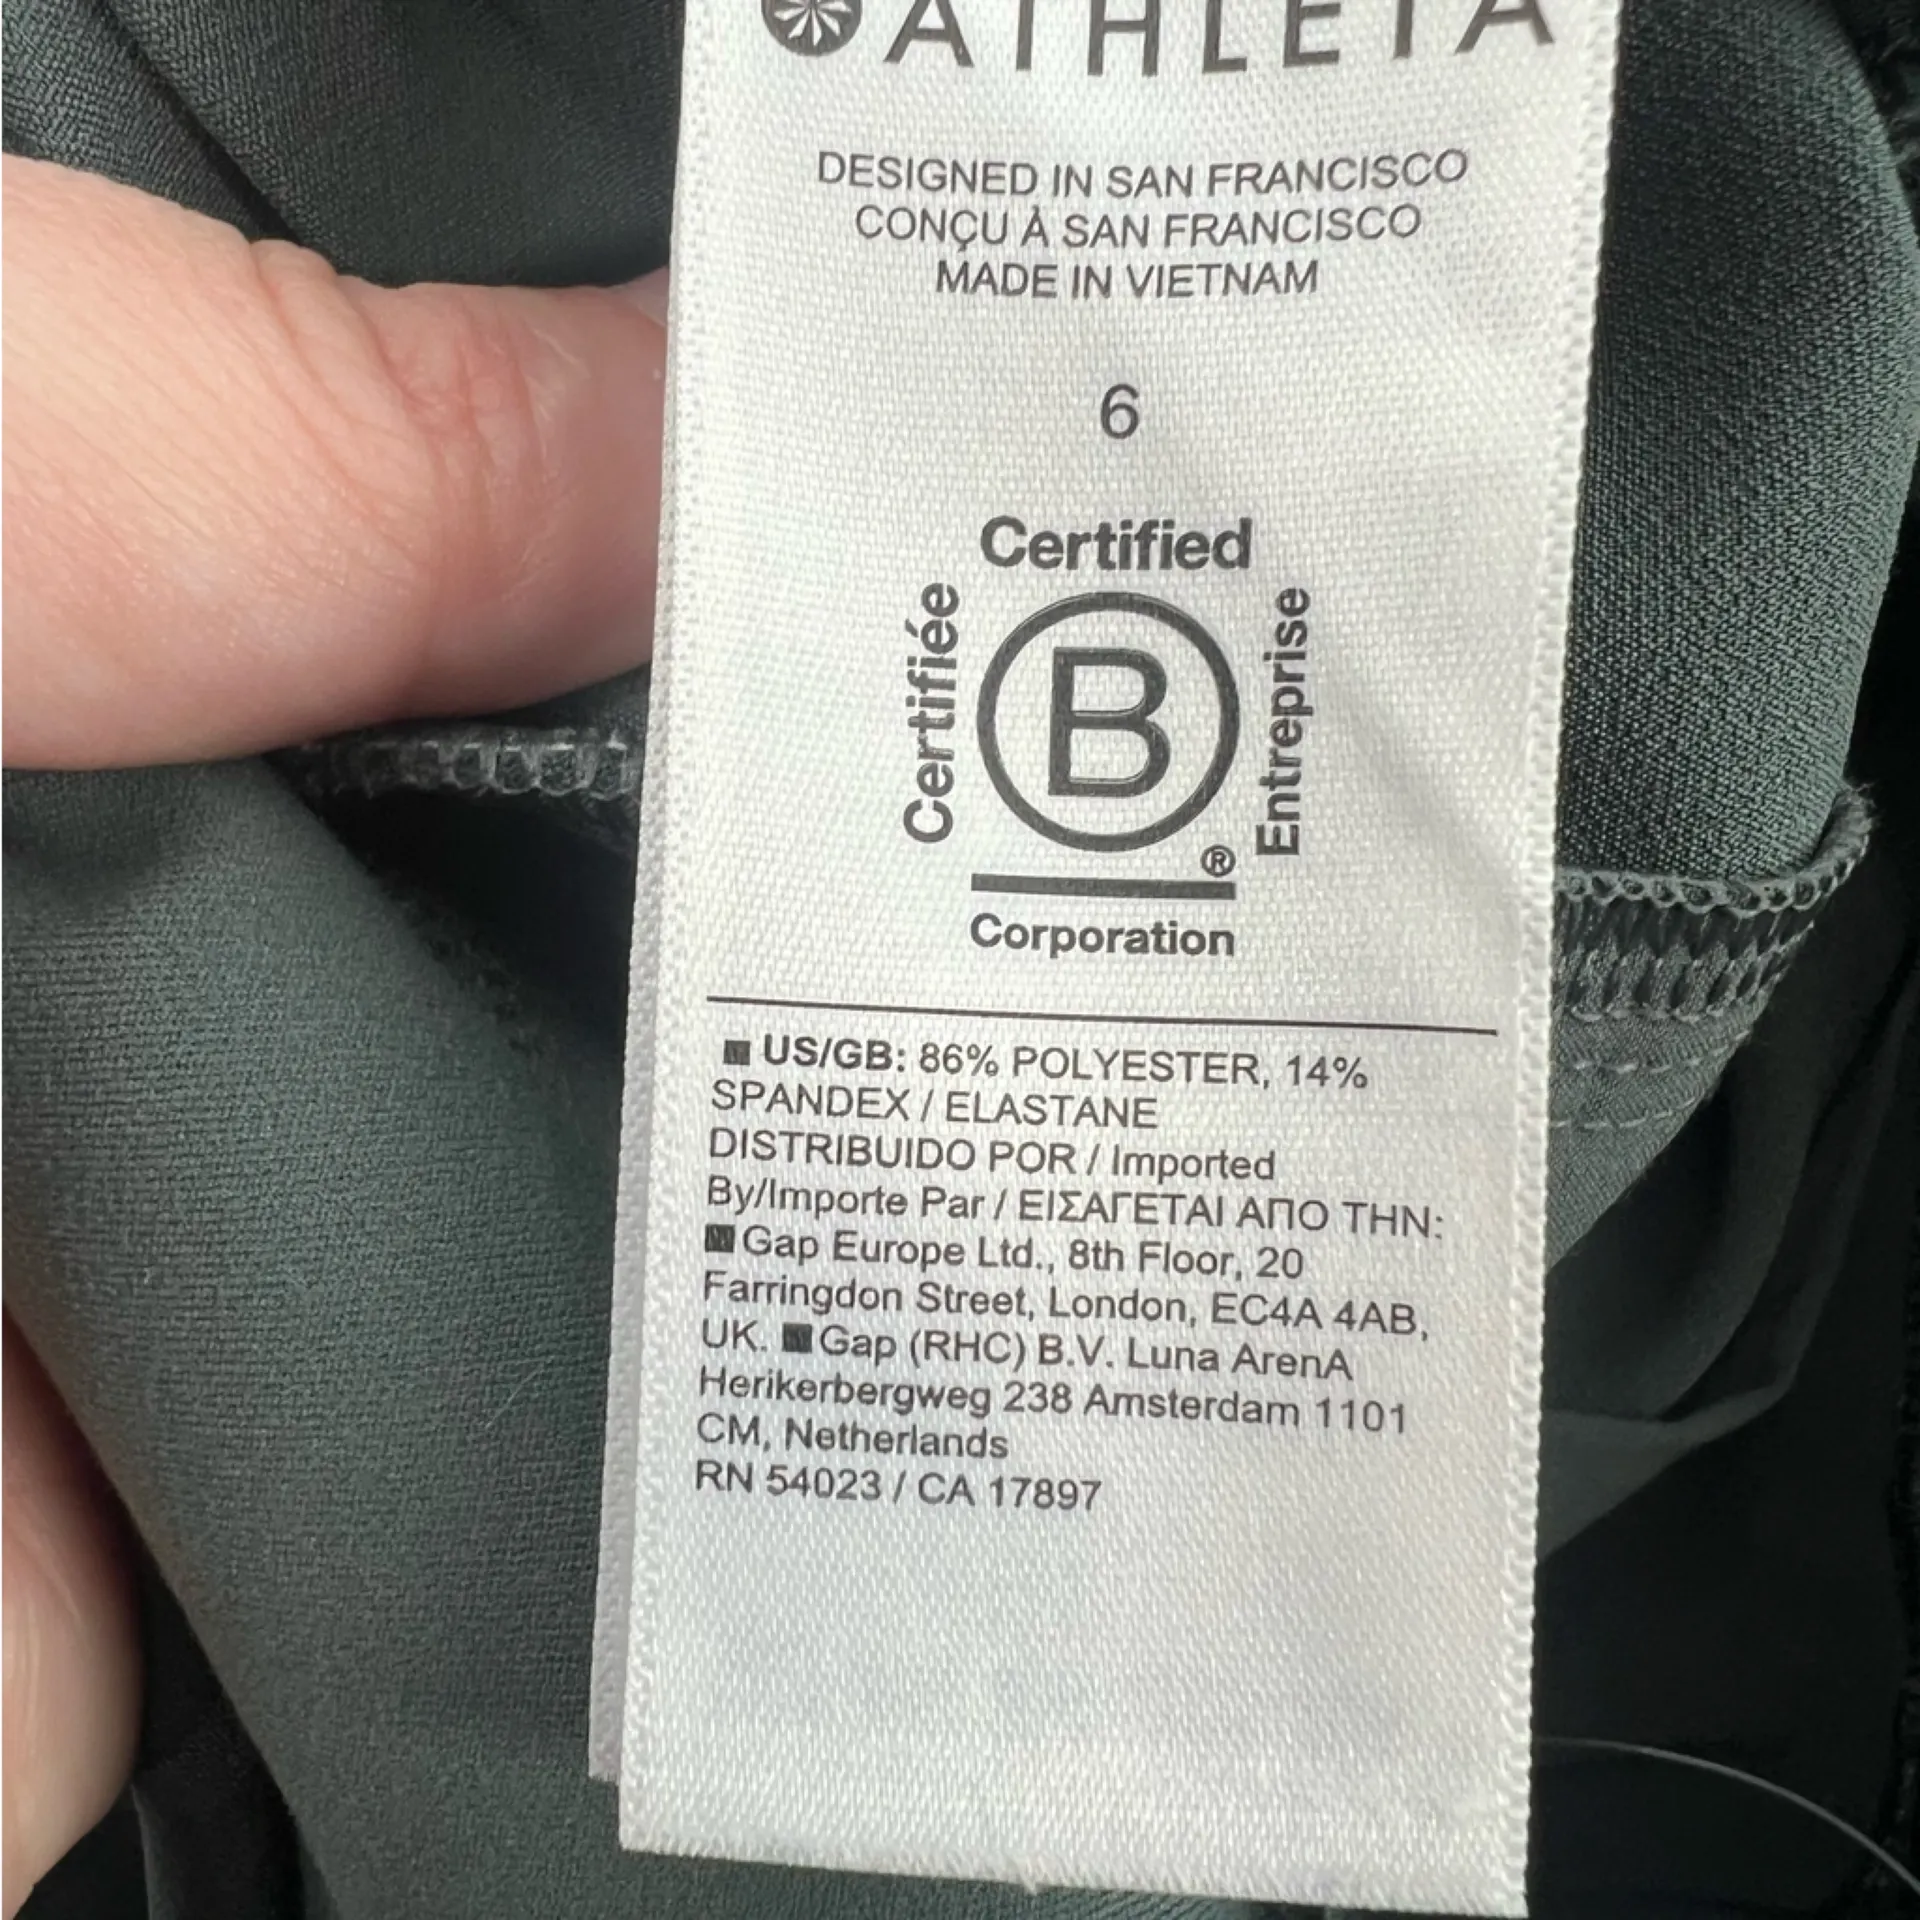 ATHLETA
DESIGNED IN SAN FRANCISCO
CONÇU À SAN FRANCISCO
MADE IN VIETNAM
6
Certified
Certifiée
B
Entreprise
®
Corporation
US/GB: 86% POLYESTER, 14%
SPANDEX / ELASTANE
DISTRIBUIDO POR / Imported
By/Importe Par / ΕΙΣΑΓΕΤΑΙ ΑΠΟ ΤΗΝ:
Gap Europe Ltd., 8th Floor, 20
Farringdon Street, London, EC4A 4AB,
UK. Gap (RHC) B.V. Luna ArenA
Herikerbergweg 238 Amsterdam 1101
CM, Netherlands
RN 54023 / CA 17897